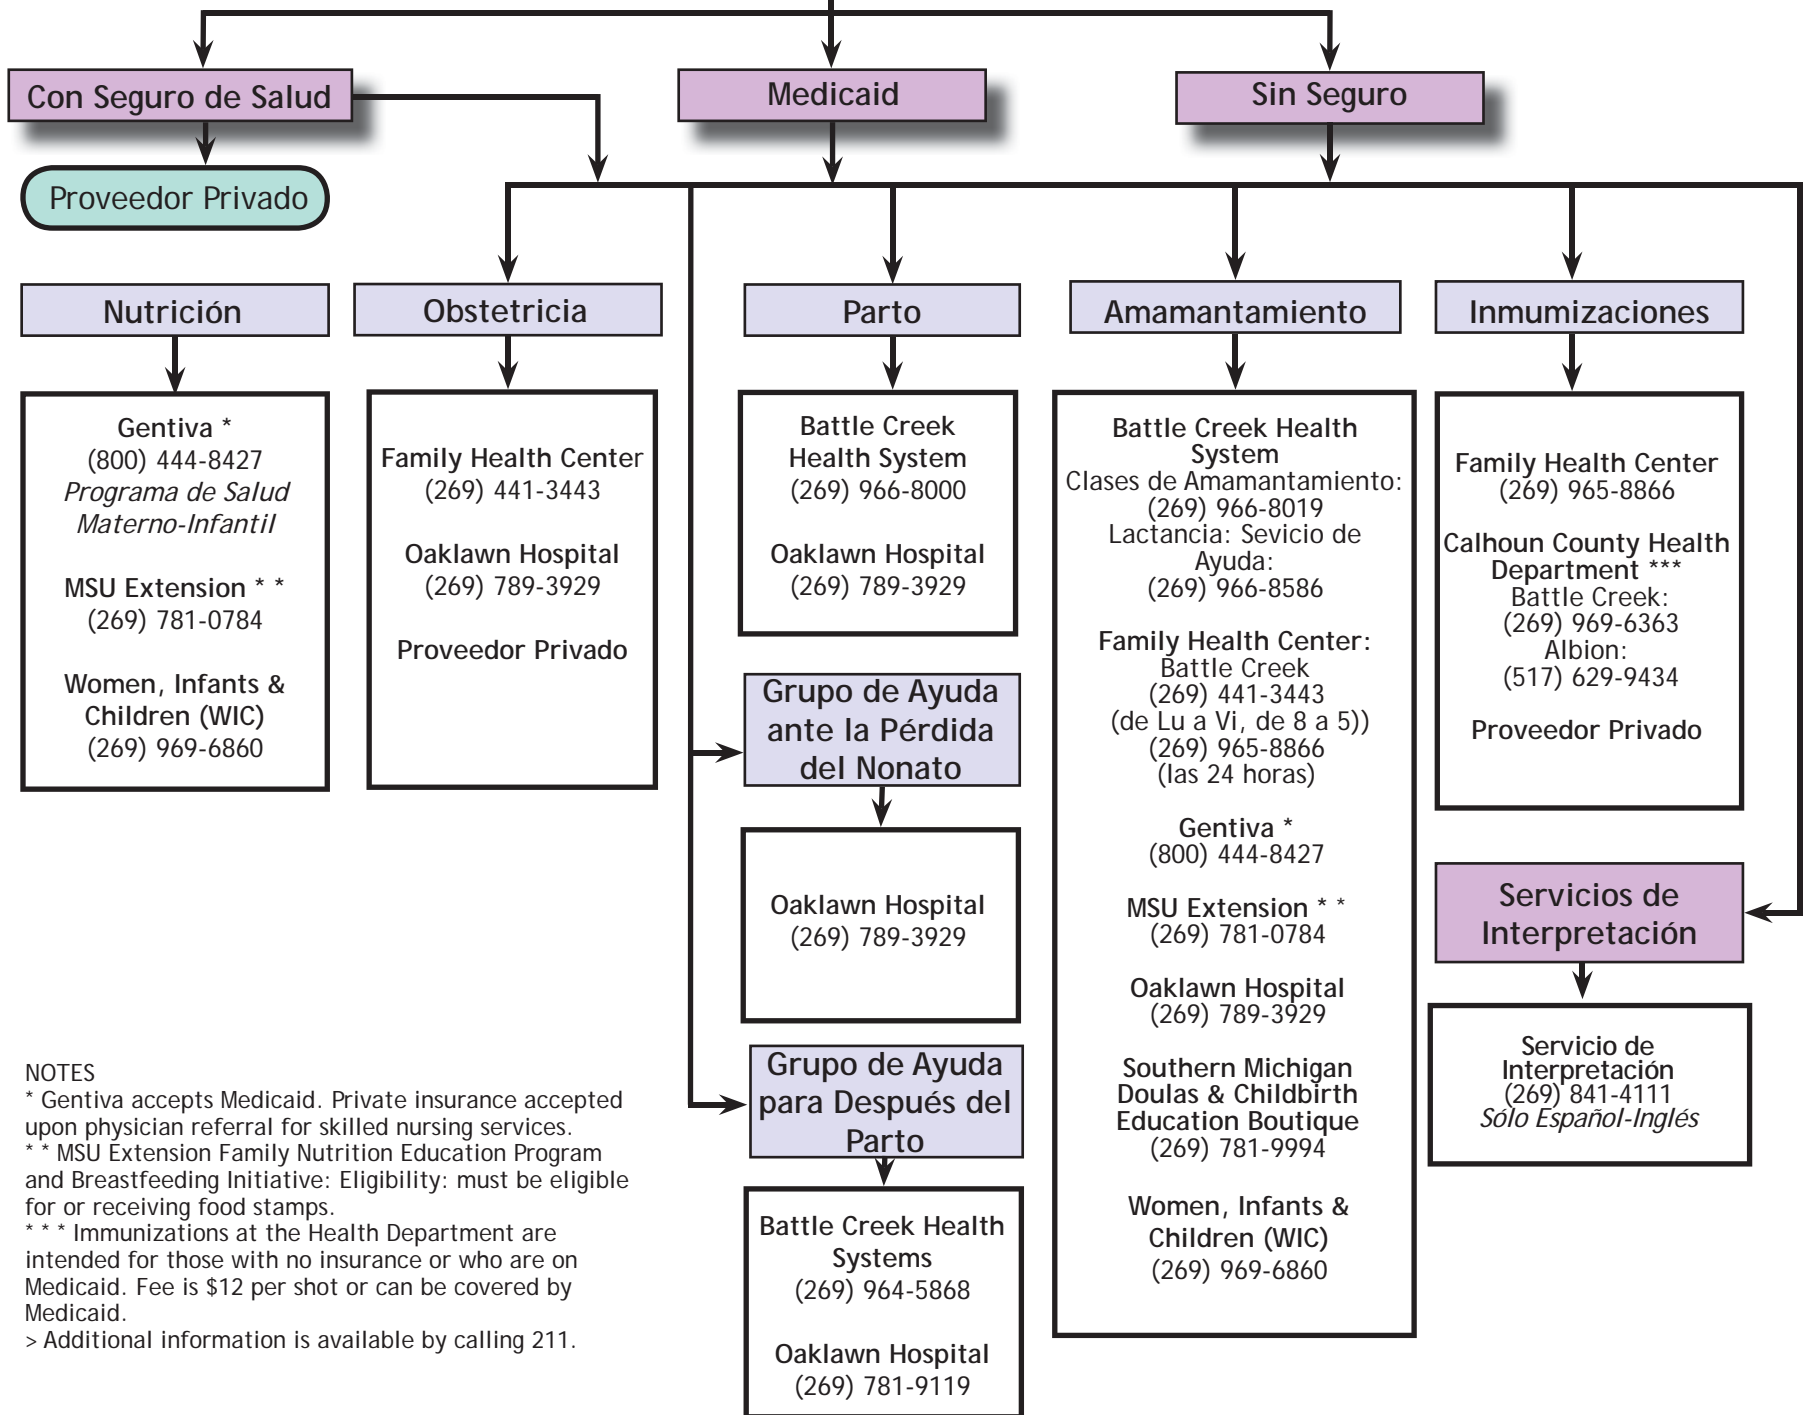 Con Seguro de Salud
Medicaid
Sin Seguro
Proveedor Privado
Nutrición
Gentiva *
(800) 444-8427
Programa de Salud
Materno-Infantil
MSU Extension * *
(269) 781-0784
Women, Infants &
Children (WIC)
(269) 969-6860
Obstetricia
Family Health Center
(269) 441-3443
Oaklawn Hospital
(269) 789-3929
Proveedor Privado
Parto
Battle Creek
Health System
(269) 966-8000
Oaklawn Hospital
(269) 789-3929
Grupo de Ayuda
ante la Pérdida
del Nonato
Oaklawn Hospital
(269) 789-3929
Grupo de Ayuda
para Después del
Parto
Battle Creek Health
Systems
(269) 964-5868
Oaklawn Hospital
(269) 781-9119
Amamantamiento
Battle Creek Health
System
Clases de Amamantamiento:
(269) 966-8019
Lactancia: Sevicio de
Ayuda:
(269) 966-8586
Family Health Center:
Battle Creek
(269) 441-3443
(de Lu a Vi, de 8 a 5))
(269) 965-8866
(las 24 horas)
Gentiva *
(800) 444-8427
MSU Extension * *
(269) 781-0784
Oaklawn Hospital
(269) 789-3929
Southern Michigan
Doulas & Childbirth
Education Boutique
(269) 781-9994
Women, Infants &
Children (WIC)
(269) 969-6860
Inmumizaciones
Family Health Center
(269) 965-8866
Calhoun County Health
Department ***
Battle Creek:
(269) 969-6363
Albion:
(517) 629-9434
Proveedor Privado
Servicios de
Interpretación
Servicio de
Interpretación
(269) 841-4111
Sólo Español-Inglés
NOTES
* Gentiva accepts Medicaid. Private insurance accepted
upon physician referral for skilled nursing services.
* * MSU Extension Family Nutrition Education Program
and Breastfeeding Initiative: Eligibility: must be eligible
for or receiving food stamps.
* * * Immunizations at the Health Department are
intended for those with no insurance or who are on
Medicaid. Fee is $12 per shot or can be covered by
Medicaid.
> Additional information is available by calling 211.